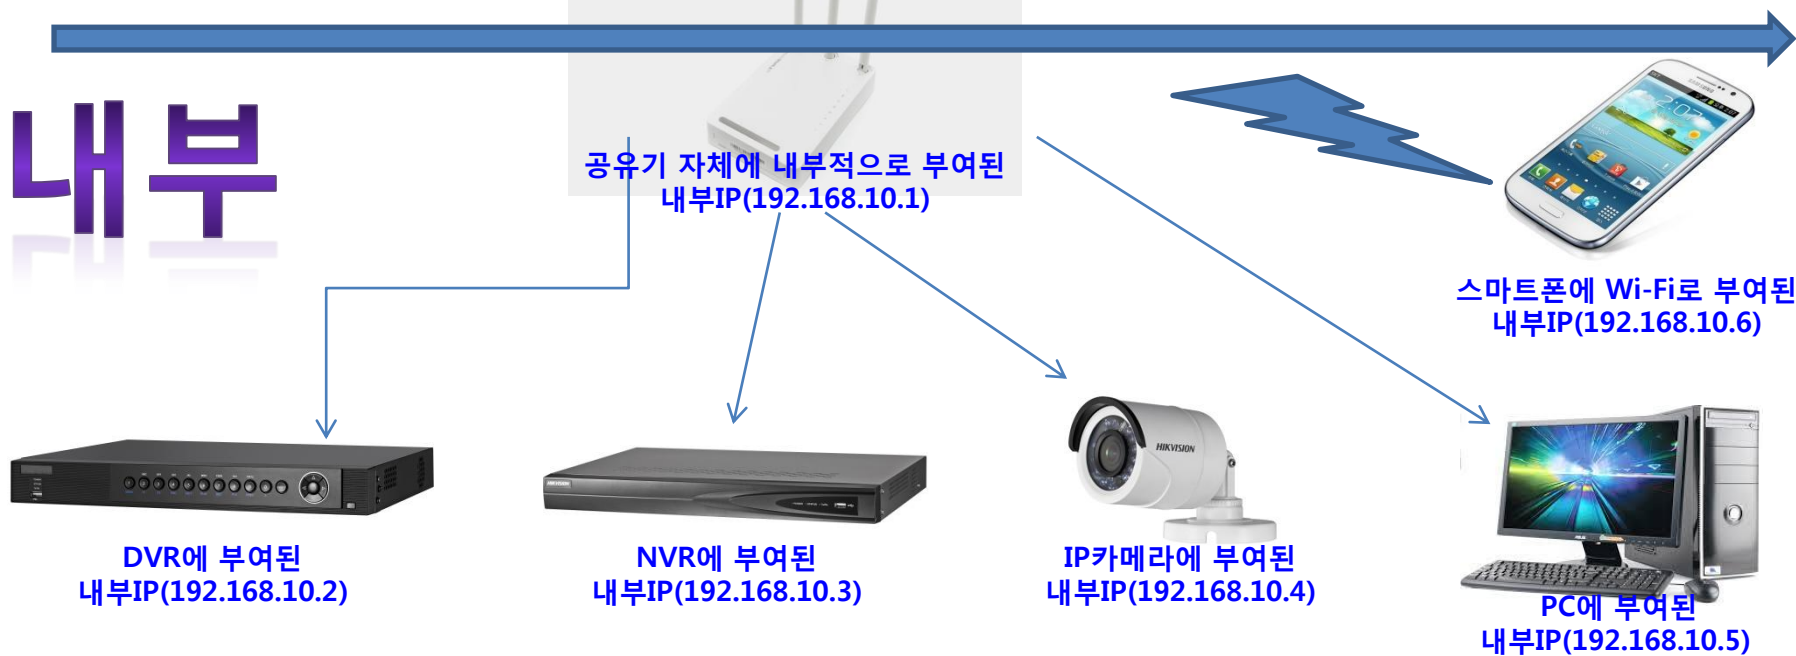 내부
공유기 자체에 내부적으로 부여된
내부IP(192.168.10.1)
SAMSUNG
2:07
스마트폰에 Wi-Fi로 부여된
내부IP(192.168.10.6)
HIKVISION
HIKVISION
DVR에 부여된
내부IP(192.168.10.2)
NVR에 부여된
내부IP(192.168.10.3)
IP카메라에 부여된
내부IP(192.168.10.4)
PC에 부여된
내부IP(192.168.10.5)